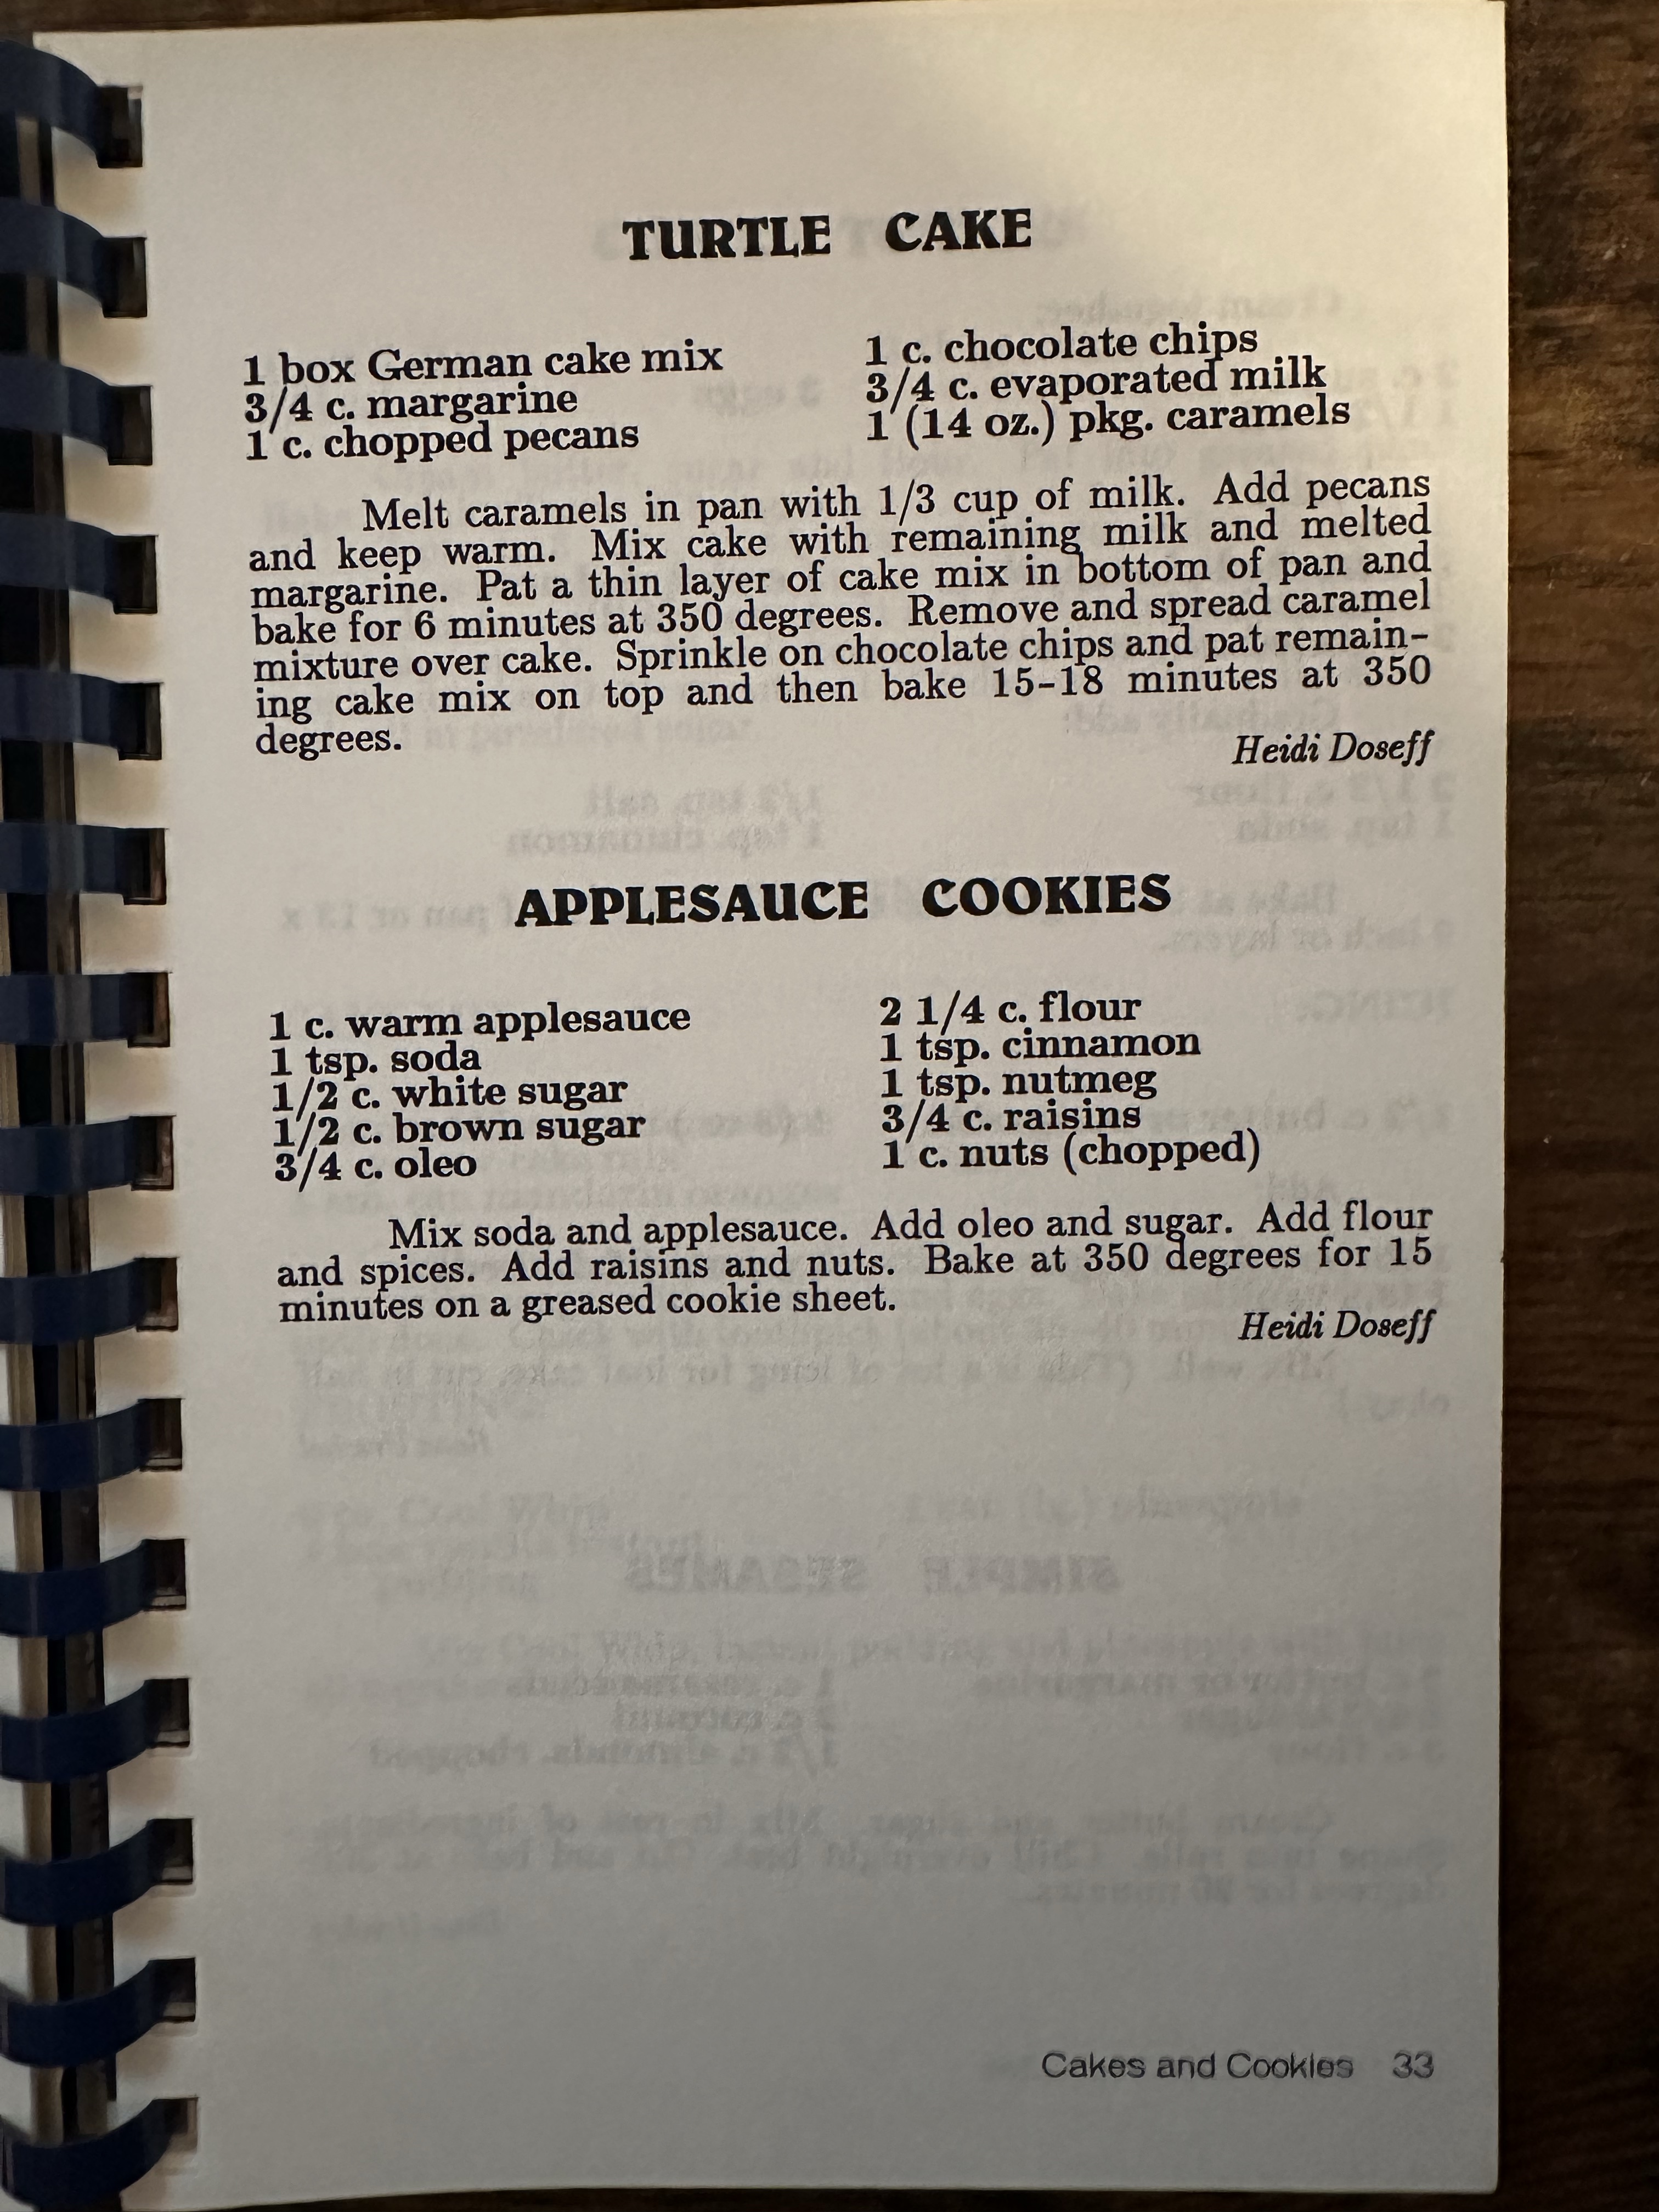 TURTLE CAKE
1 box German cake mix
3/4 c. margarine
1 c. chopped pecans
1 c. chocolate chips
3/4 c. evaporated milk
1 (14 oz.) pkg. caramels
Melt caramels in pan with 1/3 cup of milk. Add pecans
and keep warm. Mix cake with remaining milk and melted
margarine. Pat a thin layer of cake mix in bottom of pan and
bake for 6 minutes at 350 degrees. Remove and spread caramel
mixture over cake. Sprinkle on chocolate chips and pat remain-
ing cake mix on top and then bake 15-18 minutes at 350
degrees.
Heidi Doseff
APPLESAUCE COOKIES
1 c. warm applesauce
1 tsp. soda
1/2 c. white sugar
1/2 c. brown sugar
3/4 c. oleo
2 1/4 c. flour
1 tsp. cinnamon
1 tsp. nutmeg
3/4 c. raisins
1 c. nuts (chopped)
Mix soda and applesauce. Add oleo and sugar. Add flour
and spices. Add raisins and nuts. Bake at 350 degrees for 15
minutes on a greased cookie sheet.
Heidi Doseff
Cakes and Cookies 33